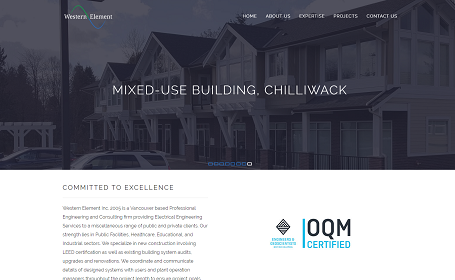 Western Element
HOME ABOUT US EXPERTISE PROJECTS CONTACT US
MIXED-USE BUILDING, CHILLIWACK
COMMITTED TO EXCELLENCE
Western Element Inc. 2005 is a Vancouver based Professional
Engineering and Consulting firm providing Electrical Engineering
Services to a miscellaneous range of public and private clients. Our
strength lies in Public Facilities, Healthcare, Educational, and
Industrial sectors. We specialize in new construction involving
LEED certification as well as existing building system audits,
upgrades and renovations. We coordinate and communicate
details of designed systems with users and plant operation
managers throughout the project length to ensure project goals
ENGINEERS &
GEOSCIENTISTS
BRITISH COLUMBIA
OQM
CERTIFIED